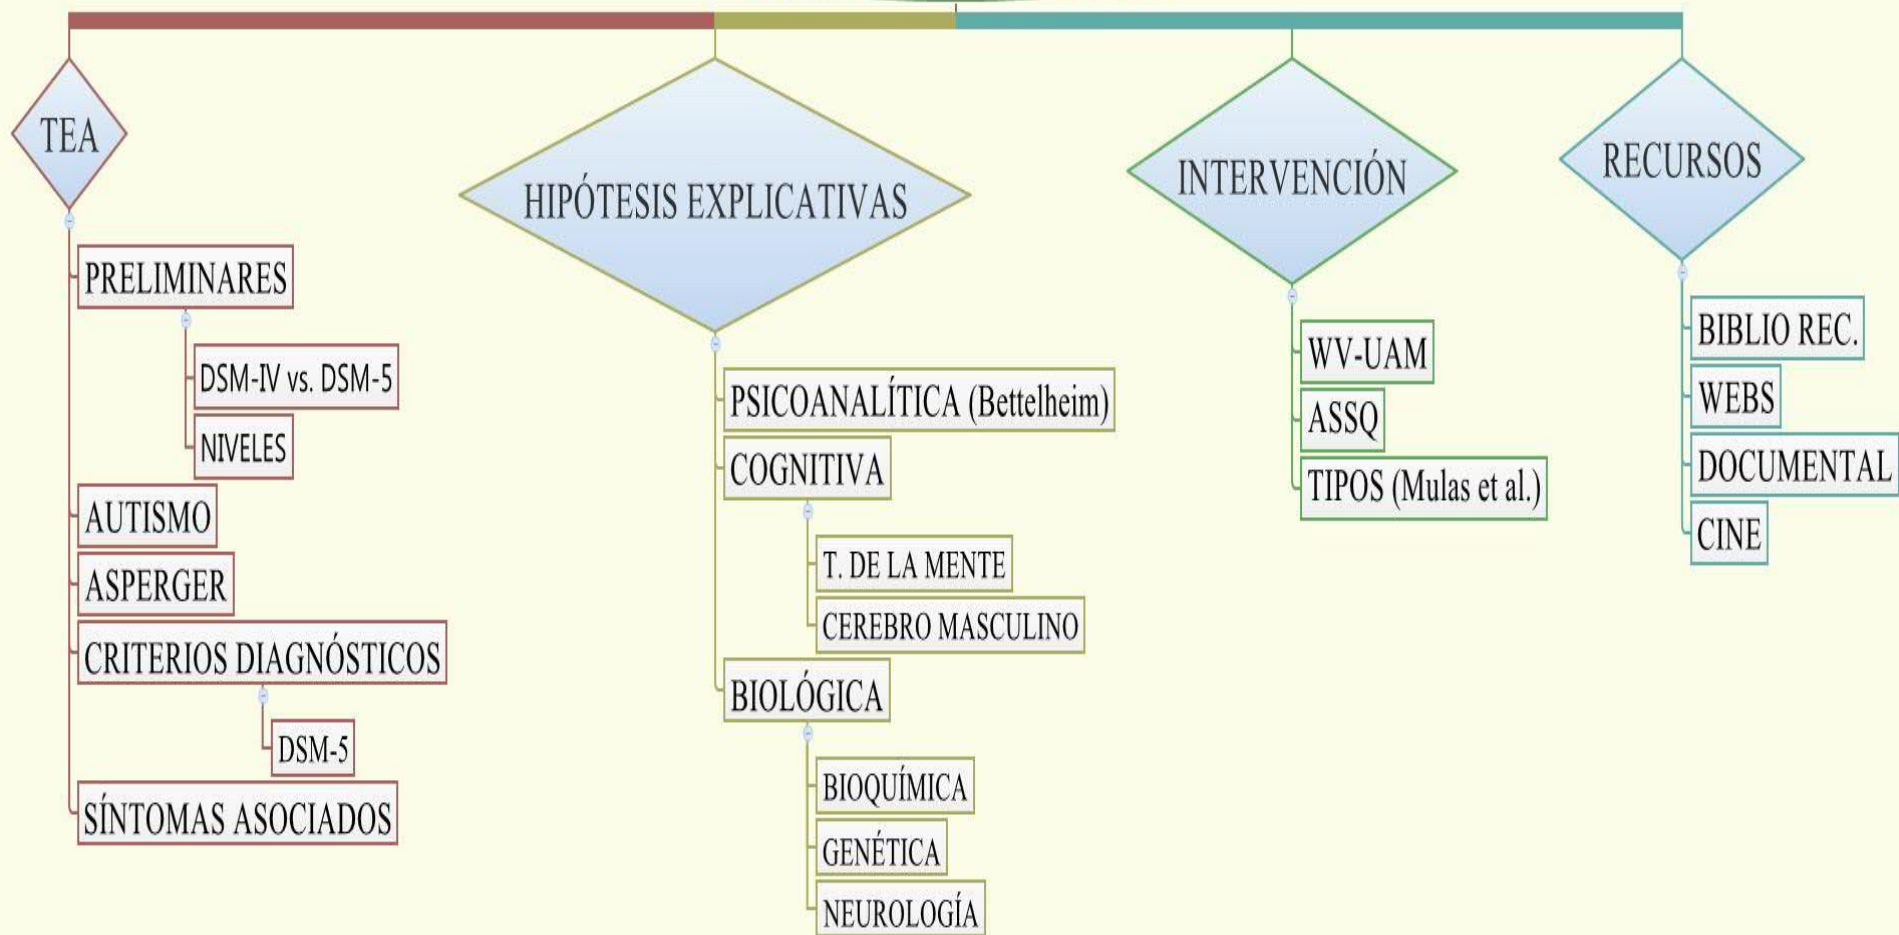 TEA
PRELIMINARES
DSM-IV vs. DSM-5
NIVELES
AUTISMO
ASPERGER
CRITERIOS DIAGNÓSTICOS
DSM-5
SÍNTOMAS ASOCIADOS
HIPÓTESIS EXPLICATIVAS
PSICOANALÍTICA (Bettelheim)
COGNITIVA
T. DE LA MENTE
CEREBRO MASCULINO
BIOLÓGICA
BIOQUÍMICA
GENÉTICA
NEUROLOGÍA
INTERVENCIÓN
WV-UAM
ASSQ
TIPOS (Mulas et al.)
RECURSOS
BIBLIO REC.
WEBS
DOCUMENTAL
CINE